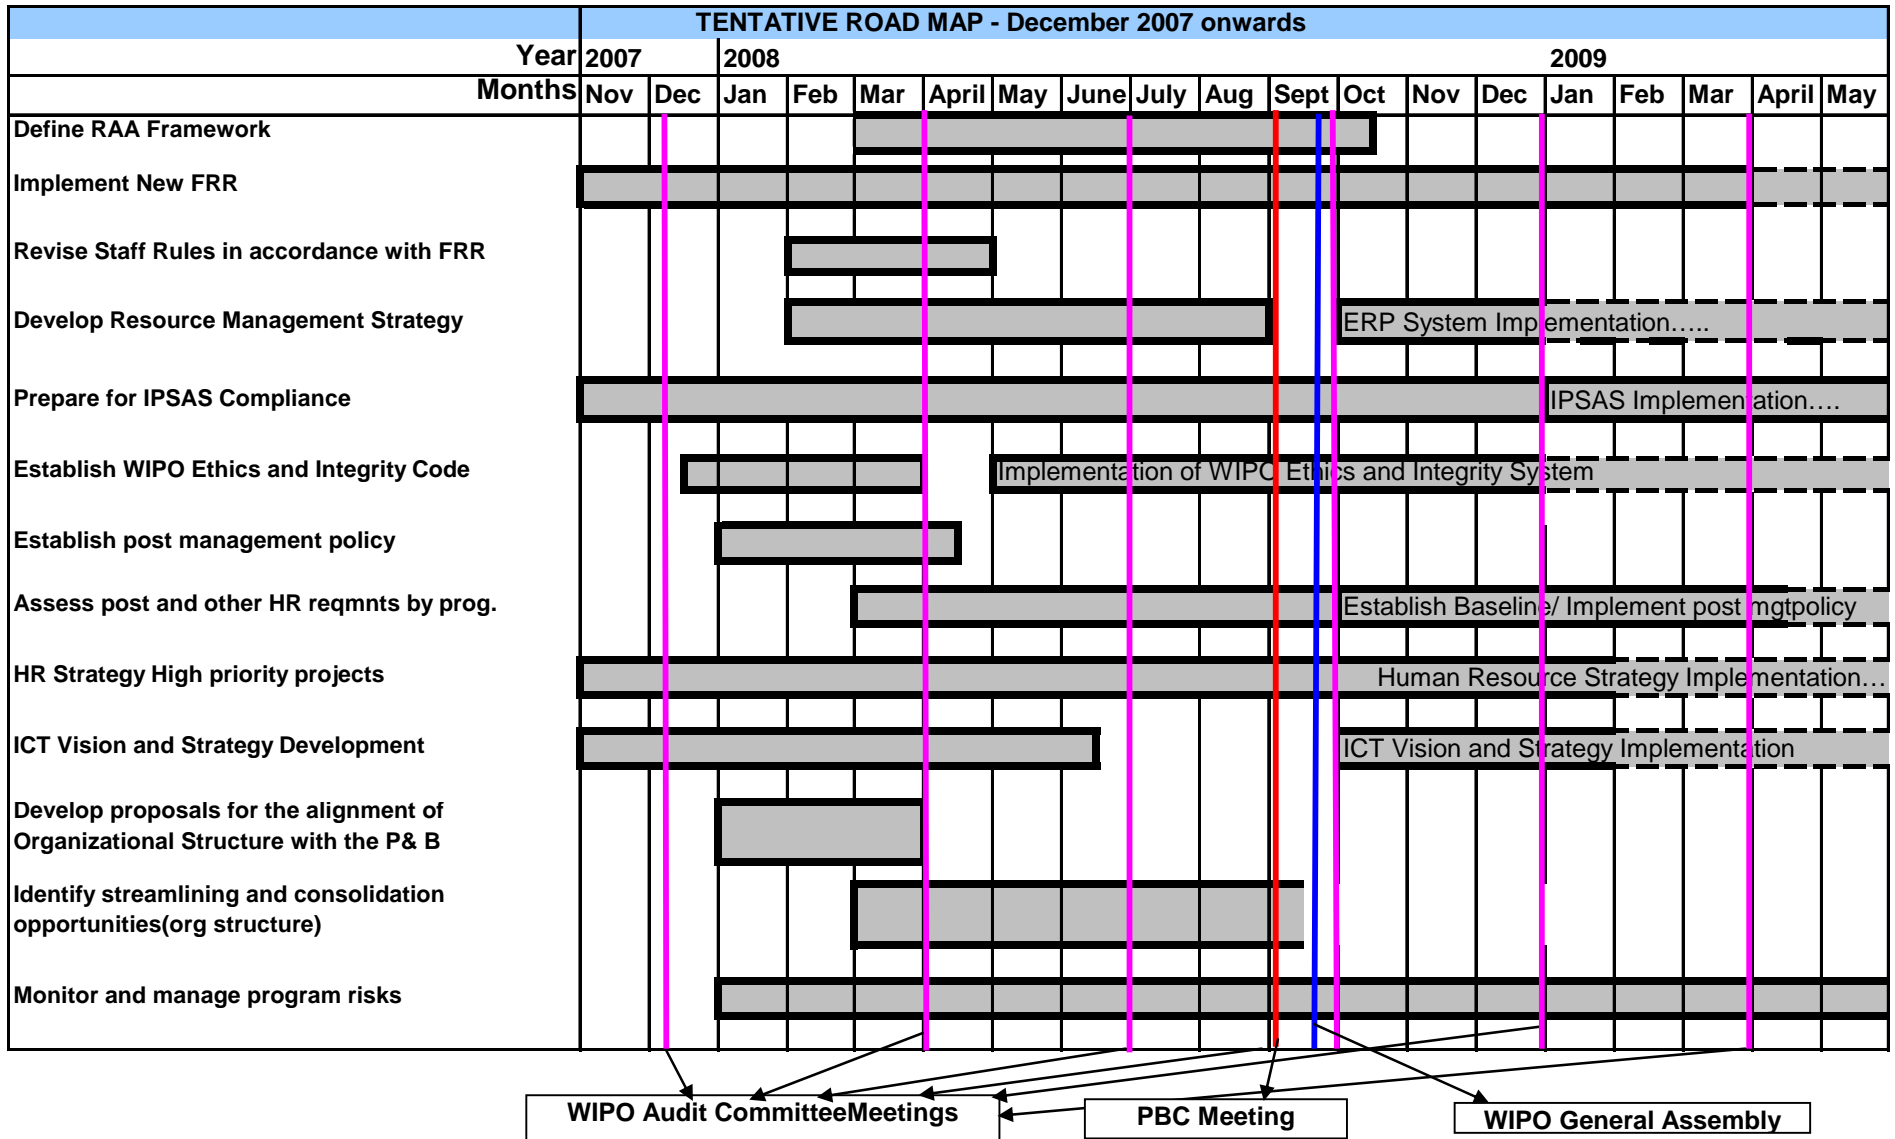 TENTATIVE ROAD MAP - December 2007 onwards
Year 2007 2008 2009
Months Nov Dec Jan Feb Mar April May June July Aug Sept Oct Nov Dec Jan Feb Mar April May
Define RAA Framework
Implement New FRR
Revise Staff Rules in accordance with FRR
Develop Resource Management Strategy ERP System Implementation…..
Prepare for IPSAS Compliance IPSAS Implementation….
Establish WIPO Ethics and Integrity Code Implementation of WIPO Ethics and Integrity System
Establish post management policy
Assess post and other HR reqmnts by prog. Establish Baseline/ Implement post mgtpolicy
HR Strategy High priority projects Human Resource Strategy Implementation…
ICT Vision and Strategy Development ICT Vision and Strategy Implementation
Develop proposals for the alignment of
Organizational Structure with the P& B
Identify streamlining and consolidation
opportunities(org structure)
Monitor and manage program risks
WIPO Audit CommitteeMeetings PBC Meeting WIPO General Assembly